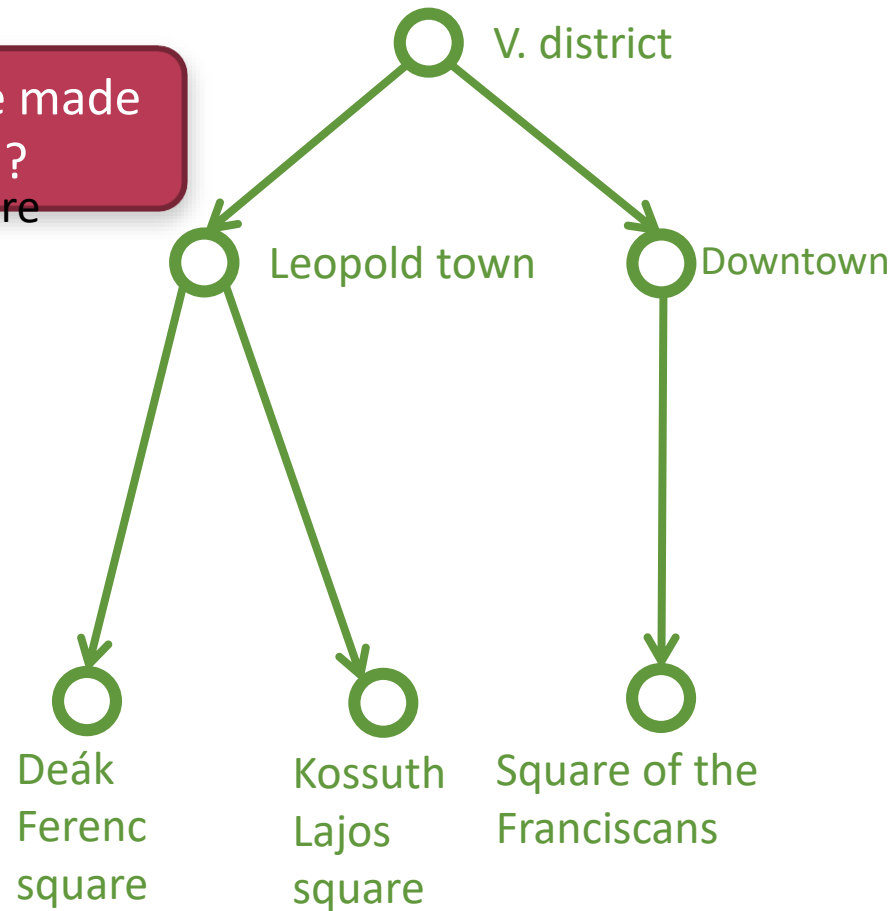 e made
?
re
V. district
Leopold town
Downtown
Deák
Ferenc
square
Kossuth
Lajos
square
Square of the
Franciscans